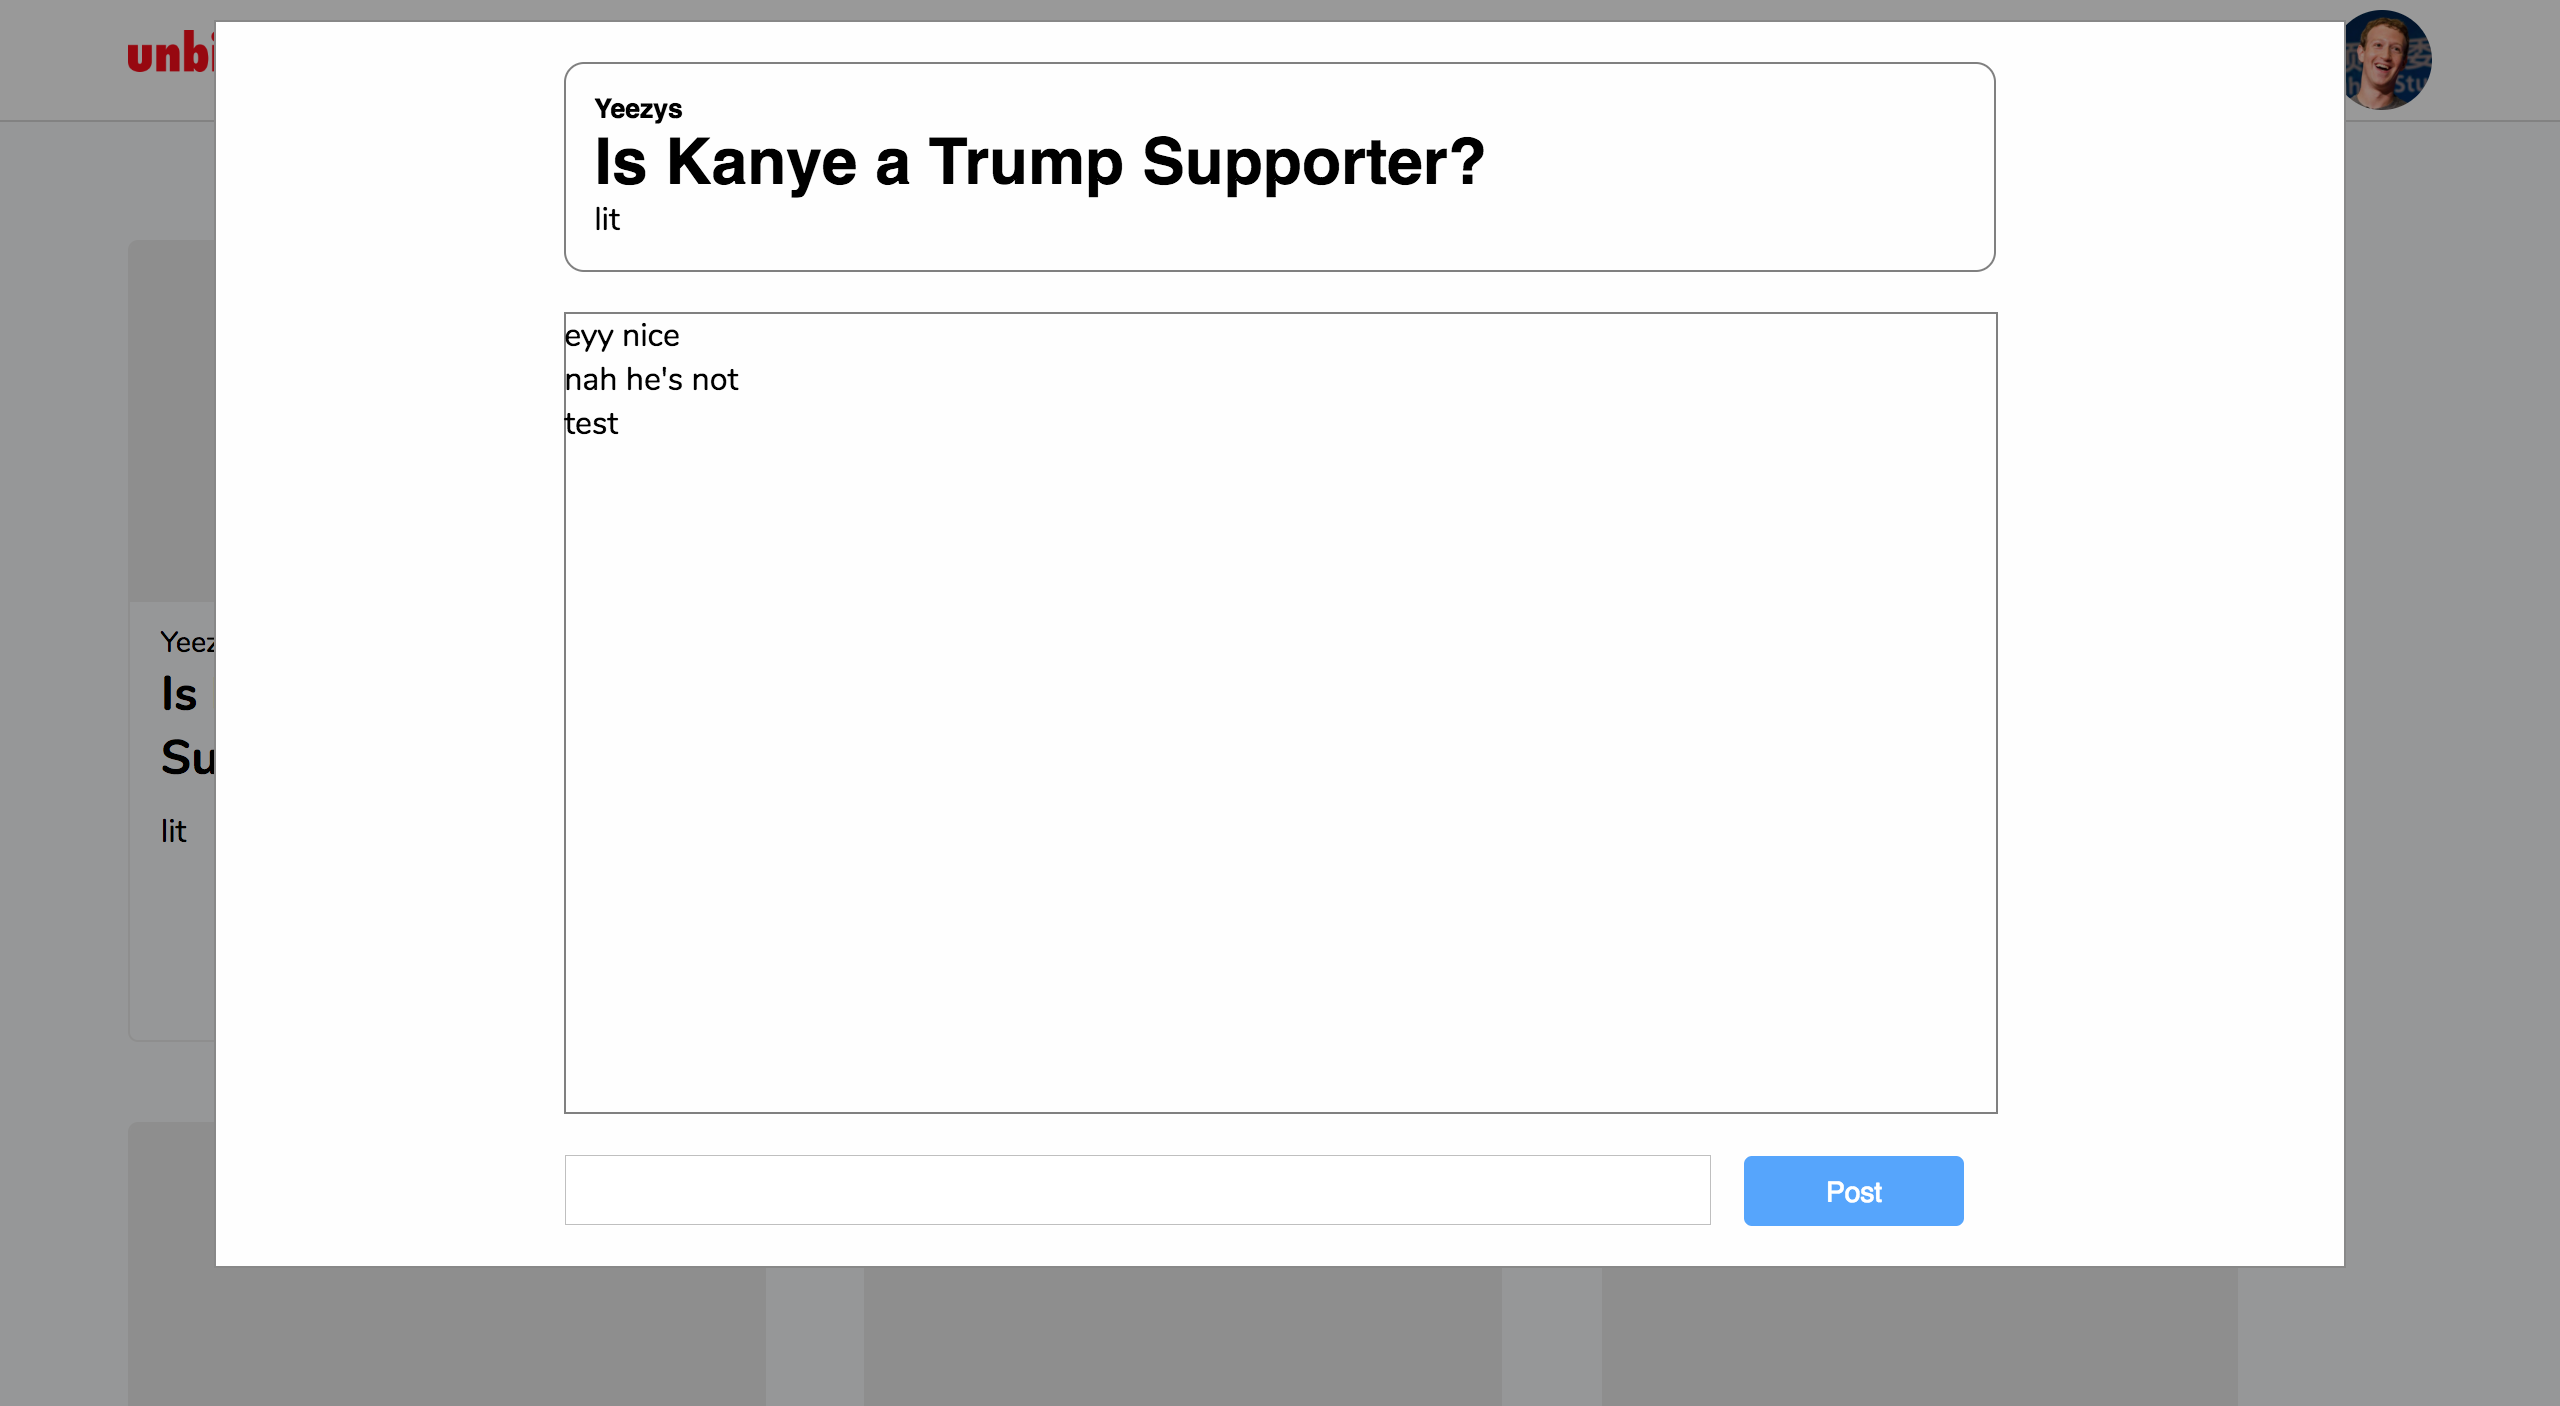 unbi
Yeezys
Is Kanye a Trump Supporter?
lit
eyy nice
nah he's not
test
Post
Yeez
Is
Su
lit